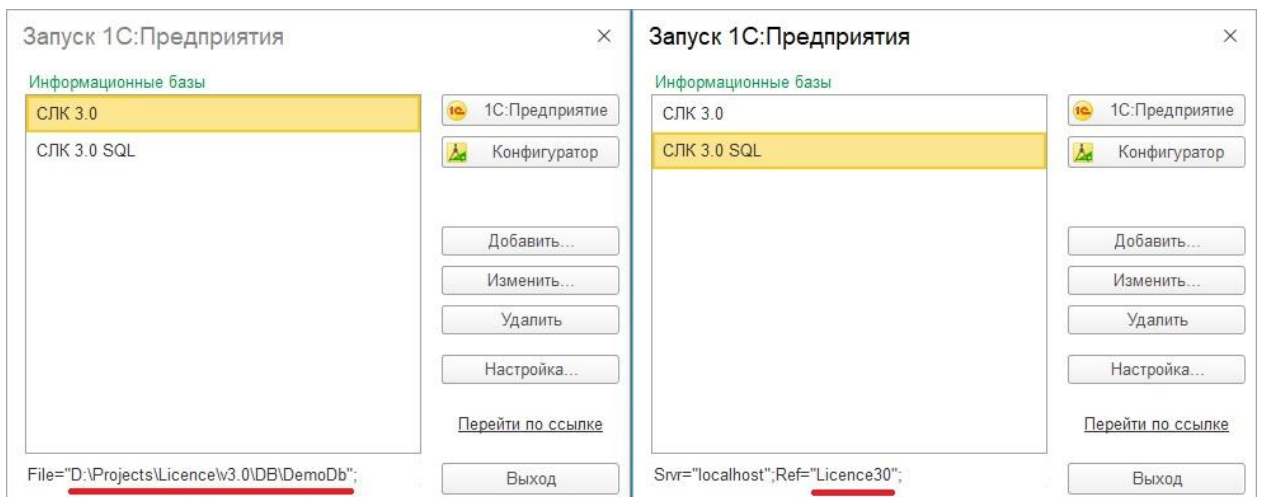 Запуск 1С:Предприятия
Информационные базы
СЛК 3.0
СЛК 3.0 SQL
1С:Предприятие
Конфигуратор
Добавить...
Изменить...
Удалить
Настройка...
Перейти по ссылке
File="D:\Projects\Licence\v3.0\DB\DemoDb";
Выход
Запуск 1С:Предприятия
Информационные базы
СЛК 3.0
СЛК 3.0 SQL
1С:Предприятие
Конфигуратор
Добавить...
Изменить...
Удалить
Настройка...
Перейти по ссылке
Srvr="localhost";Ref="Licence30";
Выход